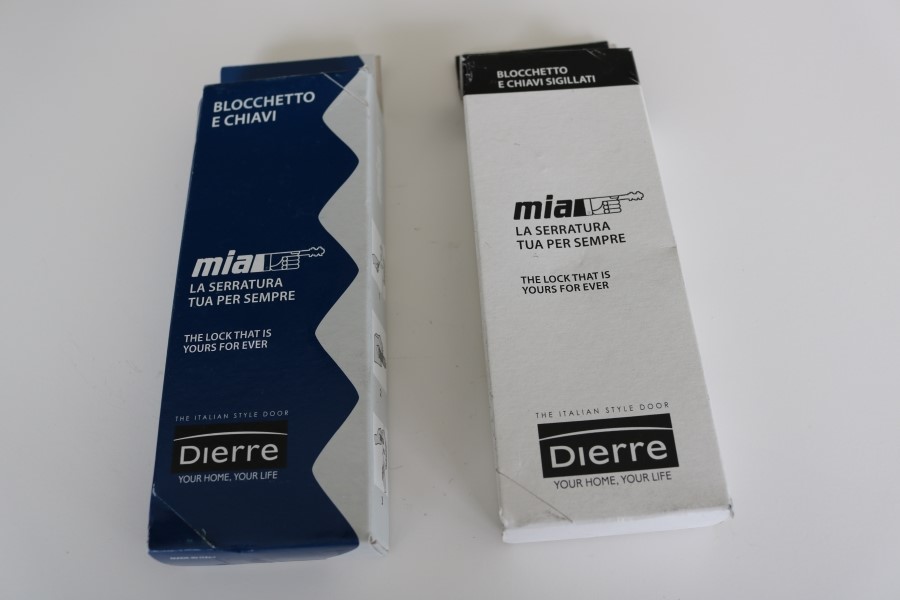 BLOCCHETTO
E CHIAVI
mia
LA SERRATURA
TUA PER SEMPRE
THE LOCK THAT IS
YOURS FOR EVER
THE ITALIAN STYLE DOOR
Dierre
YOUR HOME, YOUR LIFE
BLOCCHETTO
E CHIAVI SIGILLATI
mia
LA SERRATURA
TUA PER SEMPRE
THE LOCK THAT IS
YOURS FOR EVER
THE ITALIAN STYLE DOOR
Dierre
YOUR HOME, YOUR LIFE